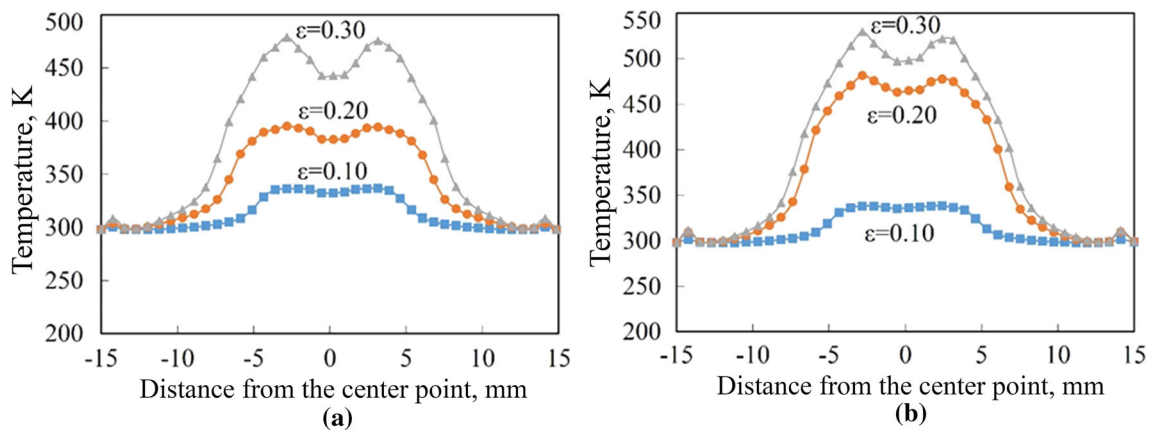 500
450
400
350
300
250
200
Temperature, K
ε=0.30
ε=0.20
ε=0.10
-15 -10 -5 0 5 10 15
Distance from the center point, mm
(a)
550
500
450
400
350
300
250
200
Temperature, K
ε=0.30
ε=0.20
ε=0.10
-15 -10 -5 0 5 10 15
Distance from the center point, mm
(b)